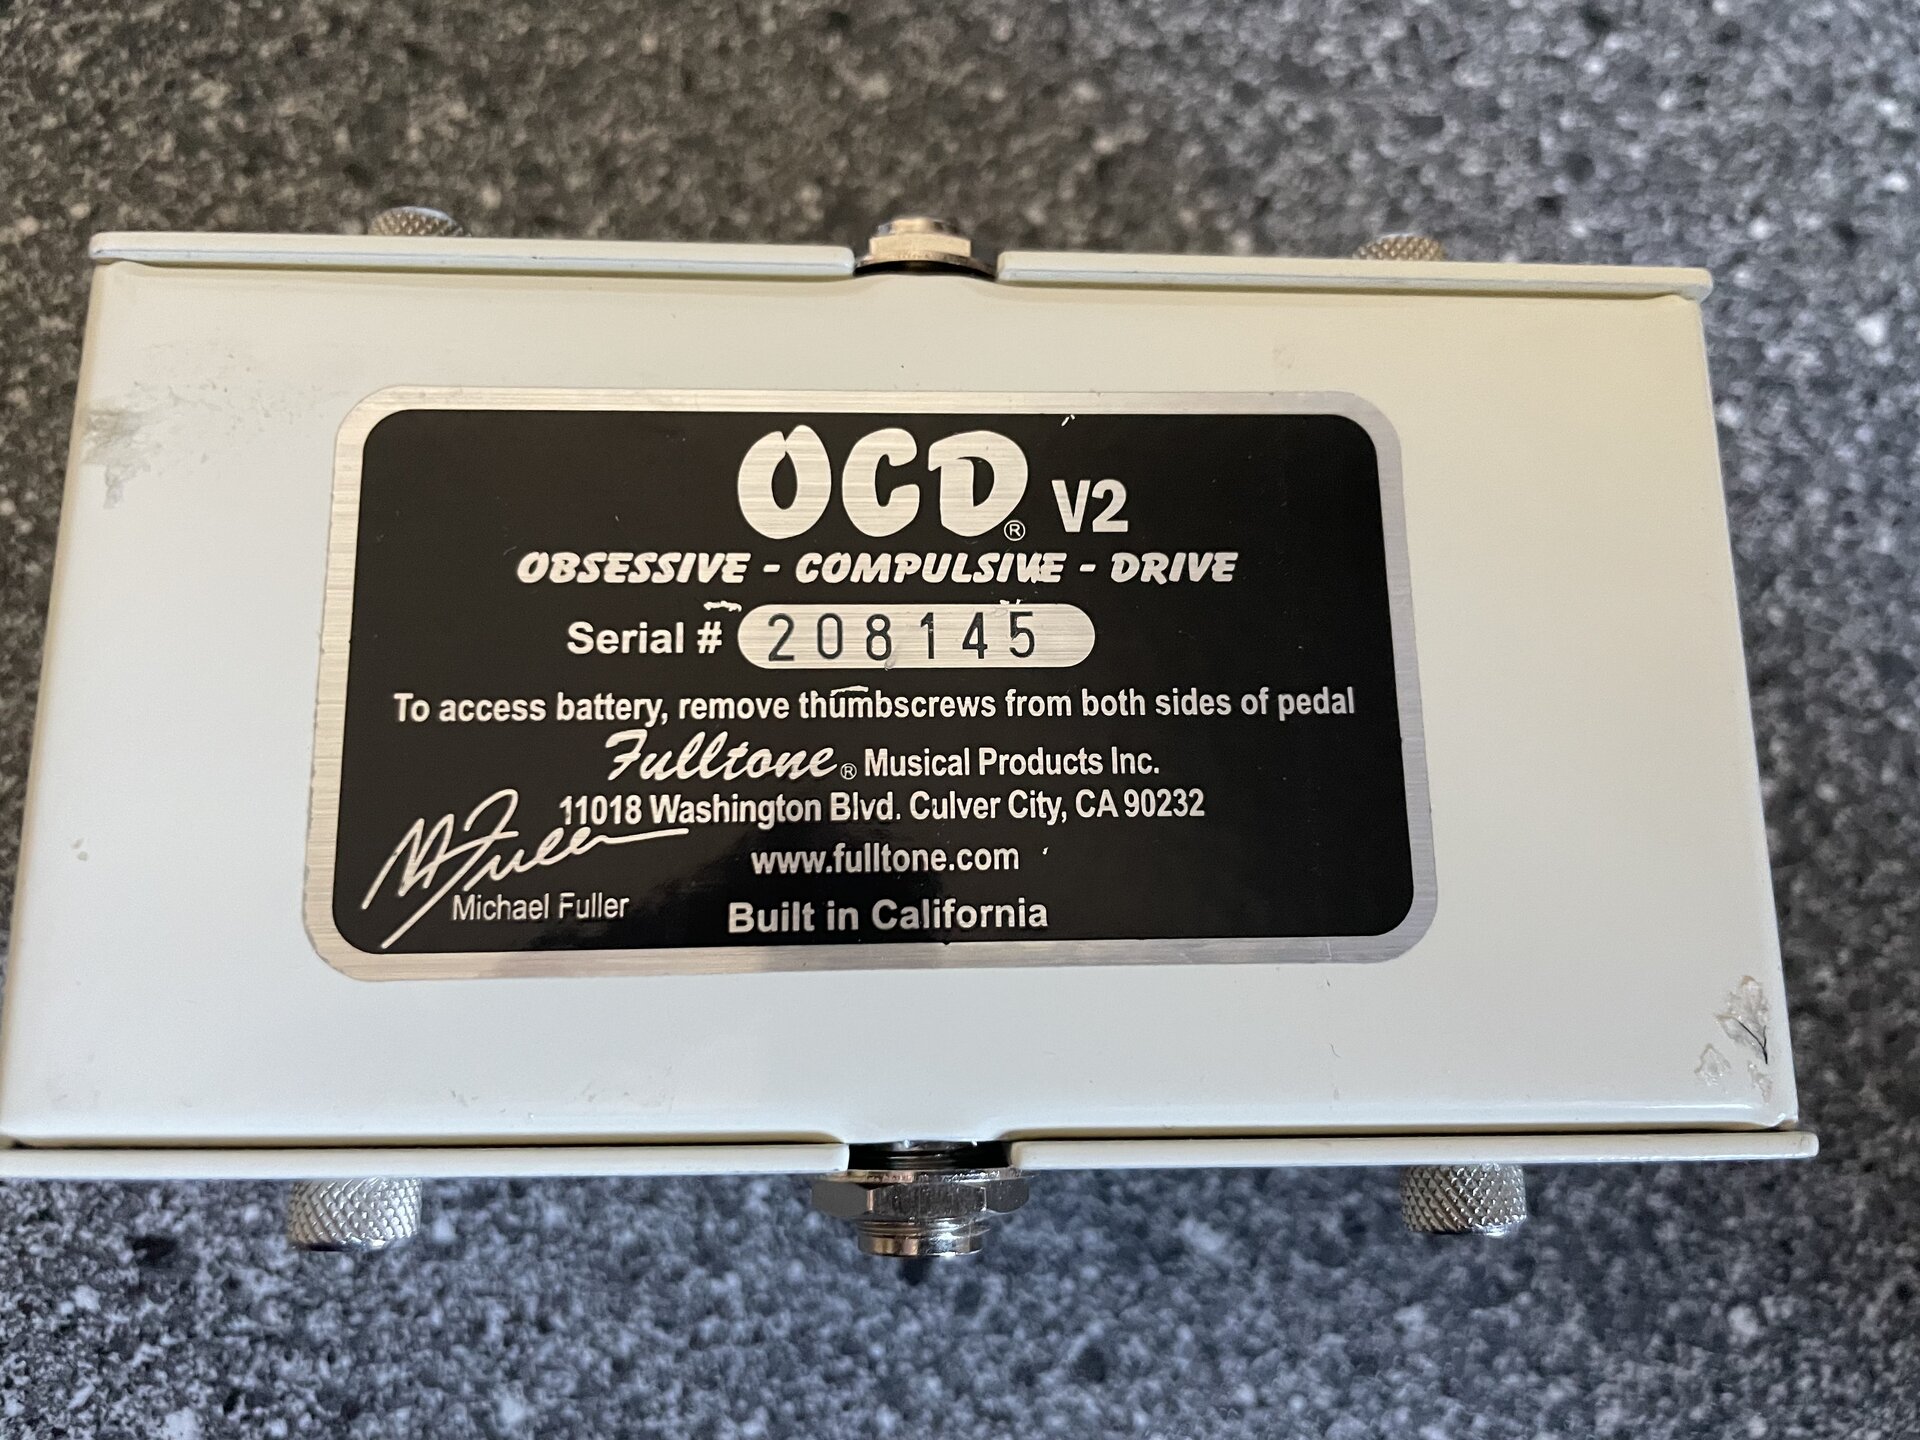 OCD® V2
OBSESSIVE - COMPULSIVE - DRIVE
Serial # 208145
To access battery, remove thumbscrews from both sides of pedal
Fulltone® Musical Products Inc.
11018 Washington Blvd. Culver City, CA 90232
www.fulltone.com
M Fuller
Michael Fuller
Built in California